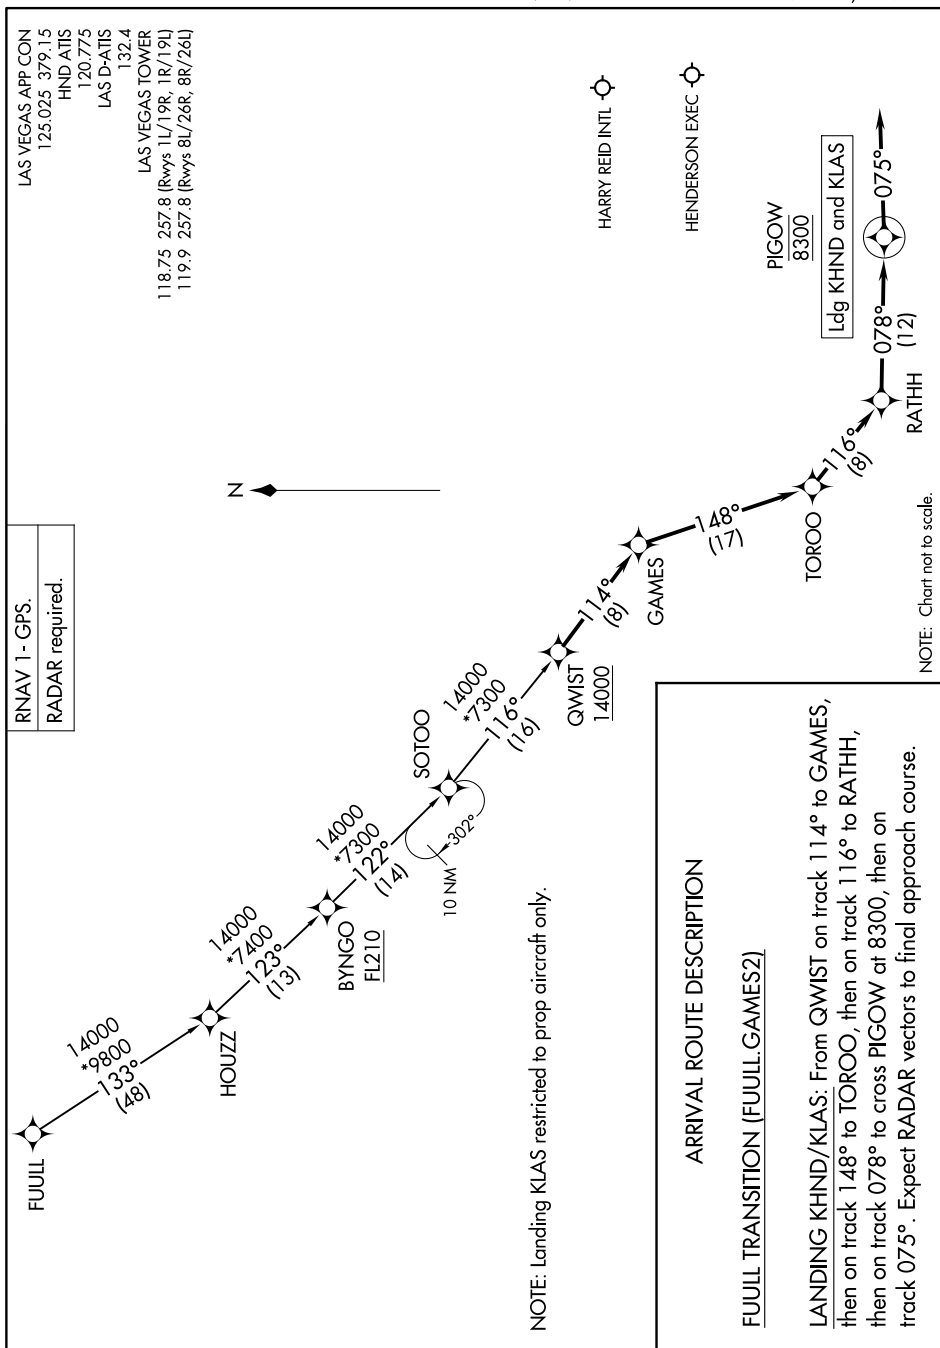 RNAV 1- GPS.
RADAR required.
LAS VEGAS APP CON
125.025 379.15
HND ATIS
120.775
LAS D-ATIS
132.4
LAS VEGAS TOWER
118.75 257.8 (Rwys 1L/19R, 1R/19L)
119.9 257.8 (Rwys 8L/26R, 8R/26L)
FUULL
14000
*9800
133°
(48)
HOUZZ
14000
*7400
123°
(13)
BYNGO
FL210
14000
*7300
122°
(14)
SOTOO
10 NM
302°
14000
*7300
116°
(16)
QWIST
14000
114°
(8)
GAMES
148°
(17)
TOROO
116°
(8)
RATHH
078°
(12)
PIGOW
8300
Ldg KHND and KLAS
075°
N
HARRY REID INTL
HENDERSON EXEC
NOTE: Landing KLAS restricted to prop aircraft only.
NOTE: Chart not to scale.
ARRIVAL ROUTE DESCRIPTION
FUULL TRANSITION (FUULL.GAMES2)
LANDING KHND/KLAS: From QWIST on track 114° to GAMES,
then on track 148° to TOROO, then on track 116° to RATHH,
then on track 078° to cross PIGOW at 8300, then on
track 075°. Expect RADAR vectors to final approach course.